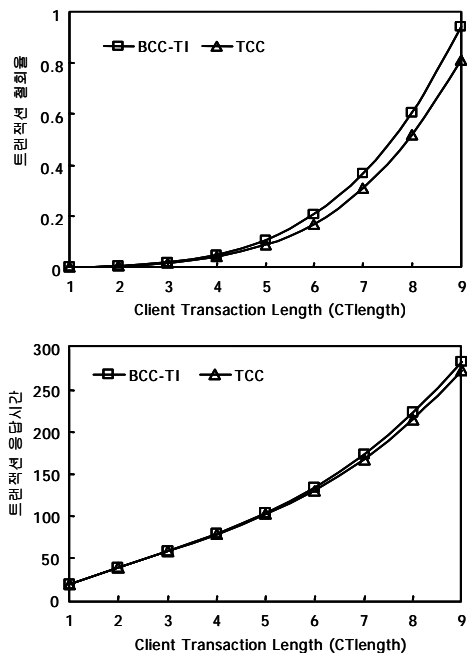 1
BCC-TI TCC
0.8
0.6
0.4
0.2
0
트랜잭션 철회율
1 2 3 4 5 6 7 8 9
Client Transaction Length (CTlength)
300
BCC-TI TCC
250
200
150
100
50
0
트랜잭션 응답시간
1 2 3 4 5 6 7 8 9
Client Transaction Length (CTlength)